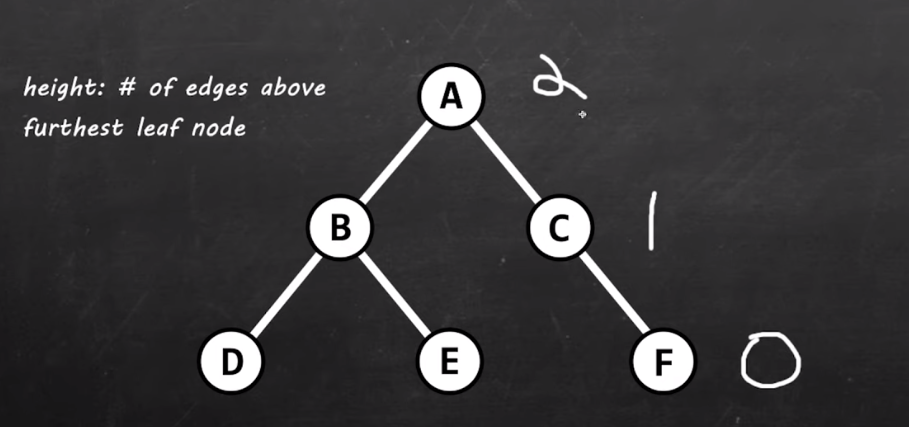 height: # of edges above
furthest leaf node
A
2
B
C
1
D
E
F
0